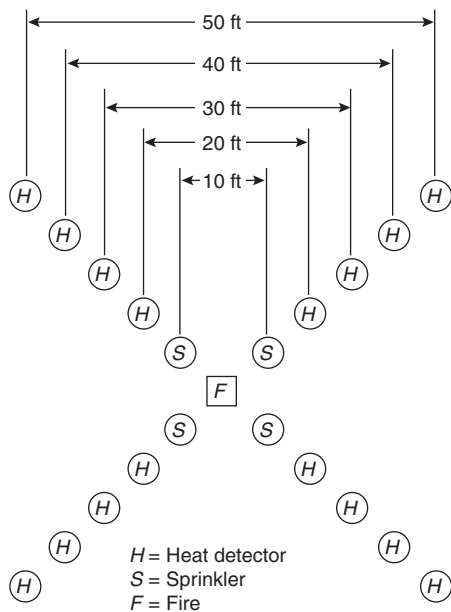 50 ft
40 ft
30 ft
20 ft
10 ft
H H
H H
H H
H H
S S
F
S S
H H
H H
H H
H H
H = Heat detector
S = Sprinkler
F = Fire